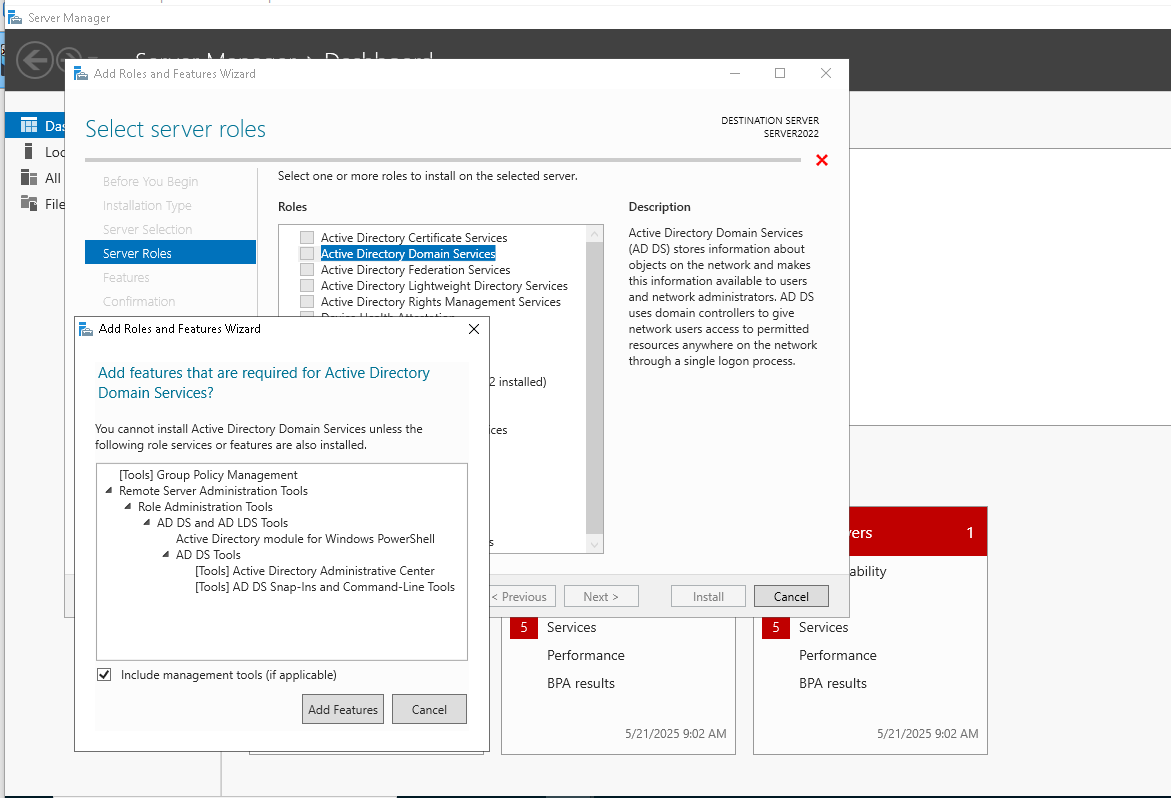 Server Manager
Server Manager › Dashboard
Add Roles and Features Wizard
Select server roles
DESTINATION SERVER
SERVER2022
Das
Loc
All
File
Before You Begin
Installation Type
Server Selection
Server Roles
Features
Confirmation
Select one or more roles to install on the selected server.
Roles
Active Directory Certificate Services
Active Directory Domain Services
Active Directory Federation Services
Active Directory Lightweight Directory Services
Active Directory Rights Management Services
Device Health Attestation
2 installed)
ices
s
Description
Active Directory Domain Services
(AD DS) stores information about
objects on the network and makes
this information available to users
and network administrators. AD DS
uses domain controllers to give
network users access to permitted
resources anywhere on the network
through a single logon process.
< Previous
Next >
Install
Cancel
Add Roles and Features Wizard
Add features that are required for Active Directory
Domain Services?
You cannot install Active Directory Domain Services unless the
following role services or features are also installed.
[Tools] Group Policy Management
Remote Server Administration Tools
Role Administration Tools
AD DS and AD LDS Tools
Active Directory module for Windows PowerShell
AD DS Tools
[Tools] Active Directory Administrative Center
[Tools] AD DS Snap-Ins and Command-Line Tools
Include management tools (if applicable)
Add Features
Cancel
5 Services
Performance
BPA results
5/21/2025 9:02 AM
vers 1
ability
5 Services
Performance
BPA results
5/21/2025 9:02 AM